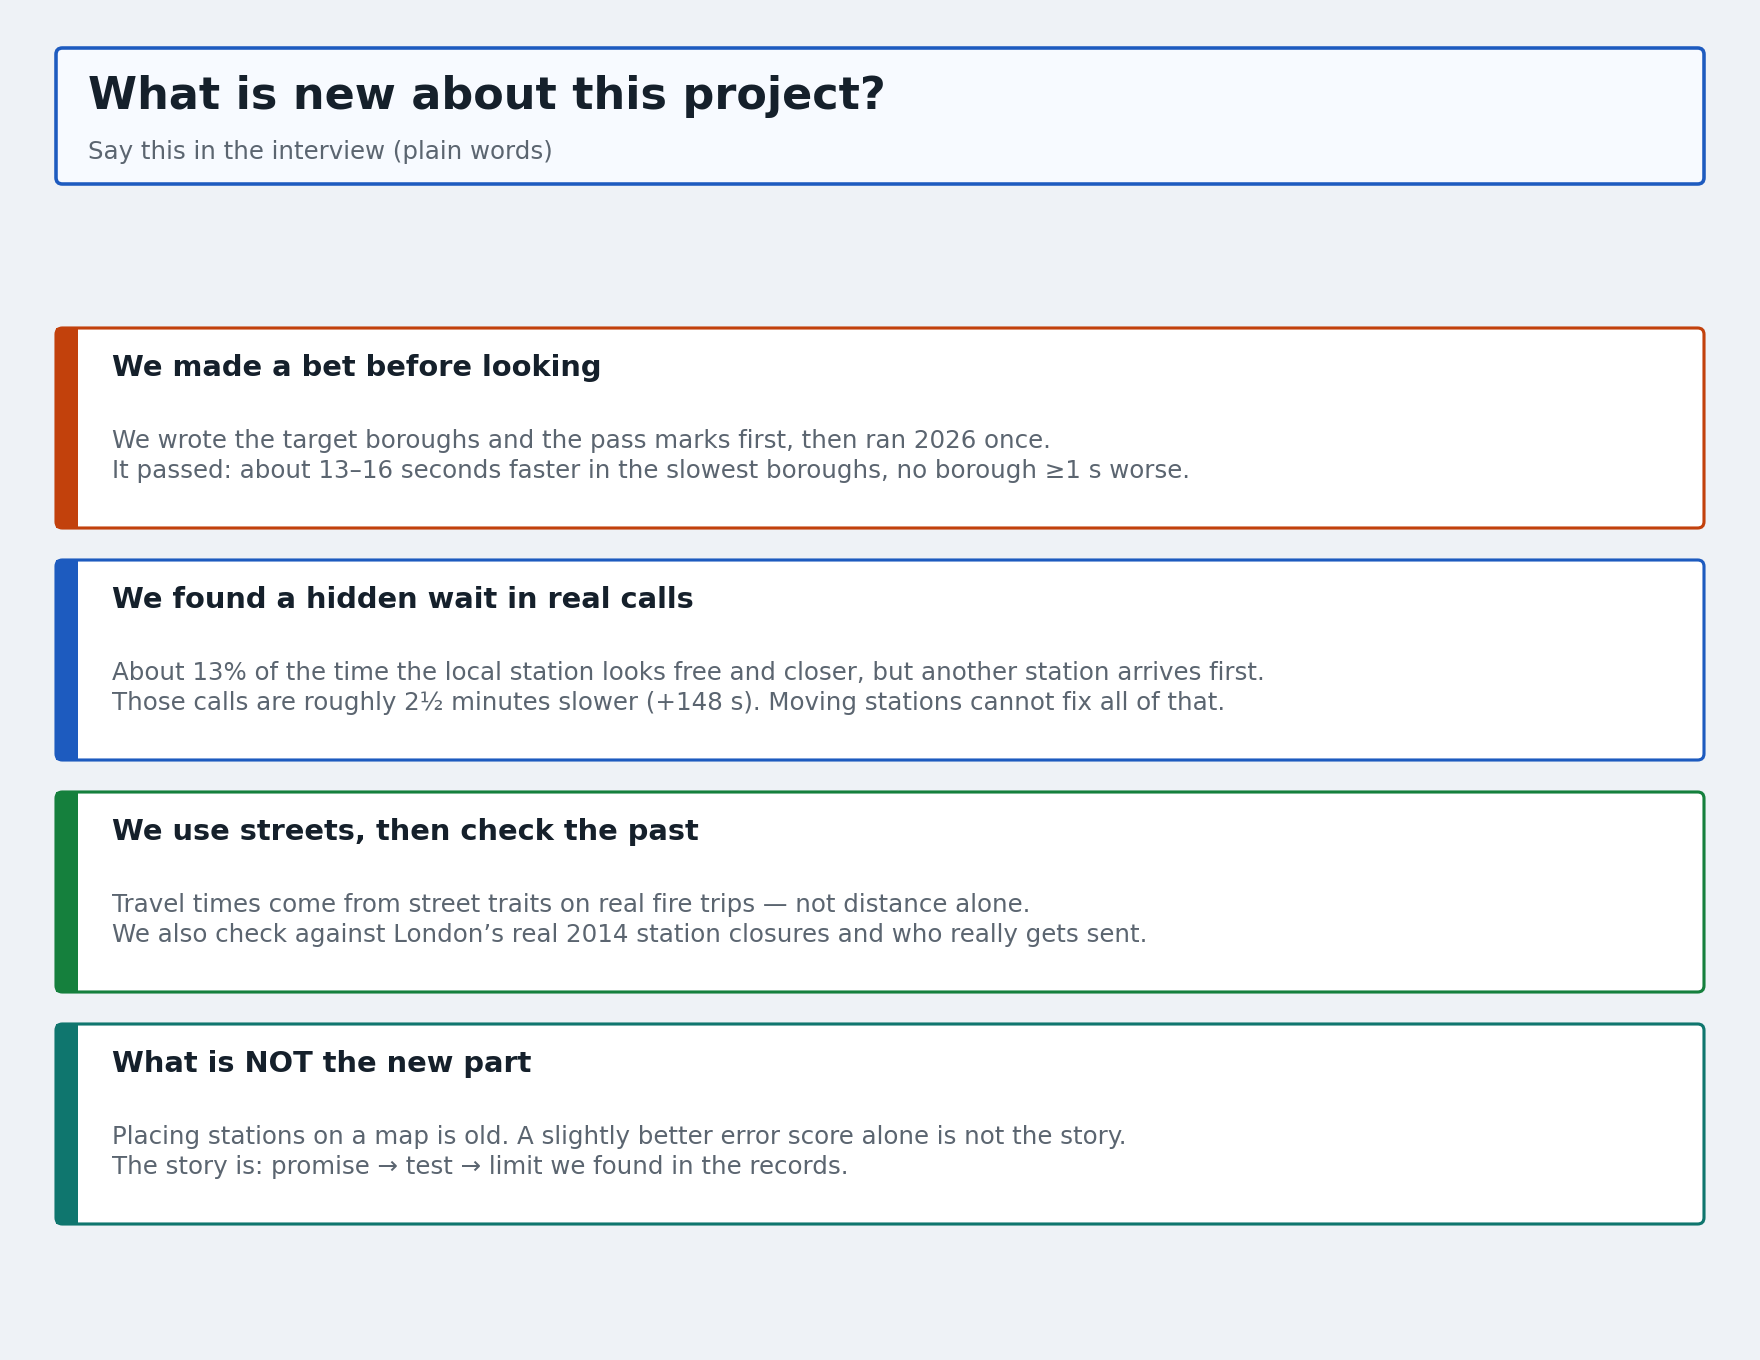 What is new about this project?
Say this in the interview (plain words)
We made a bet before looking
We wrote the target boroughs and the pass marks first, then ran 2026 once.
It passed: about 13–16 seconds faster in the slowest boroughs, no borough ≥1 s worse.
We found a hidden wait in real calls
About 13% of the time the local station looks free and closer, but another station arrives first.
Those calls are roughly 2½ minutes slower (+148 s). Moving stations cannot fix all of that.
We use streets, then check the past
Travel times come from street traits on real fire trips — not distance alone.
We also check against London’s real 2014 station closures and who really gets sent.
What is NOT the new part
Placing stations on a map is old. A slightly better error score alone is not the story.
The story is: promise → test → limit we found in the records.